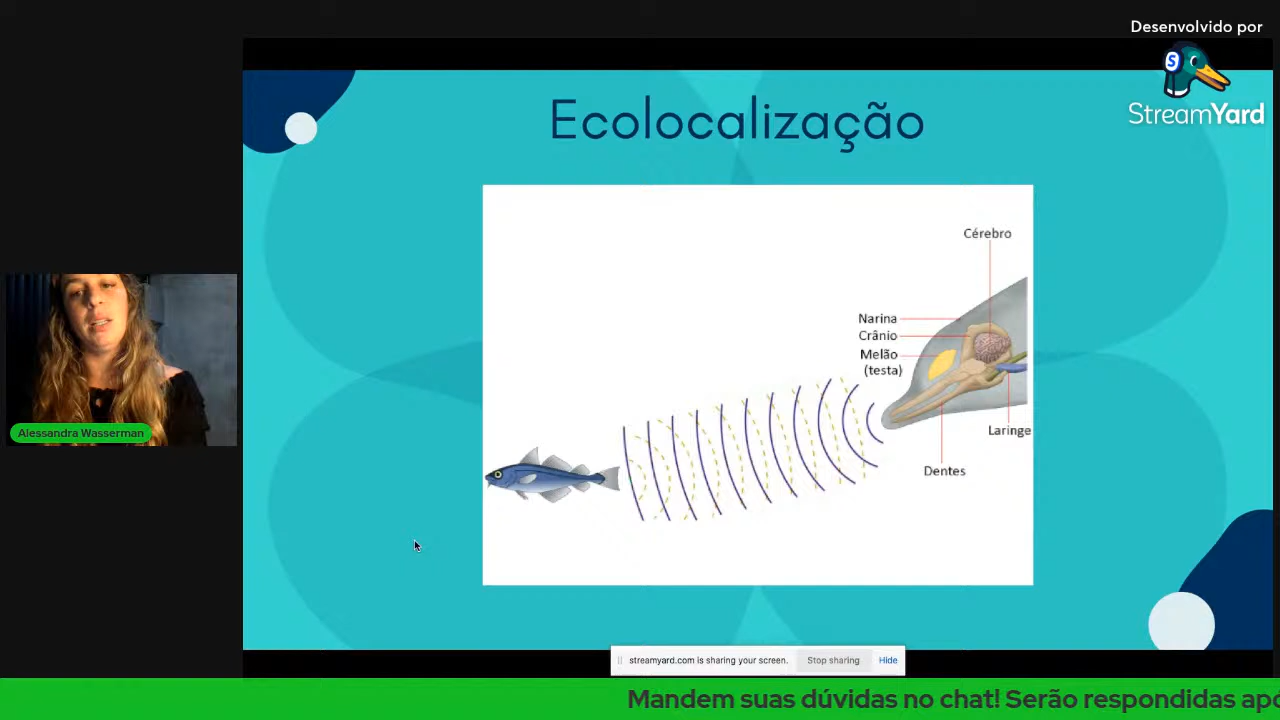 Desenvolvido por
StreamYard
Ecolocalização
Cérebro
Narina
Crânio
Melão
(testa)
Laringe
Dentes
Alessandra Wasserman
streamyard.com is sharing your screen.
Stop sharing
Hide
Mandem suas dúvidas no chat! Serão respondidas